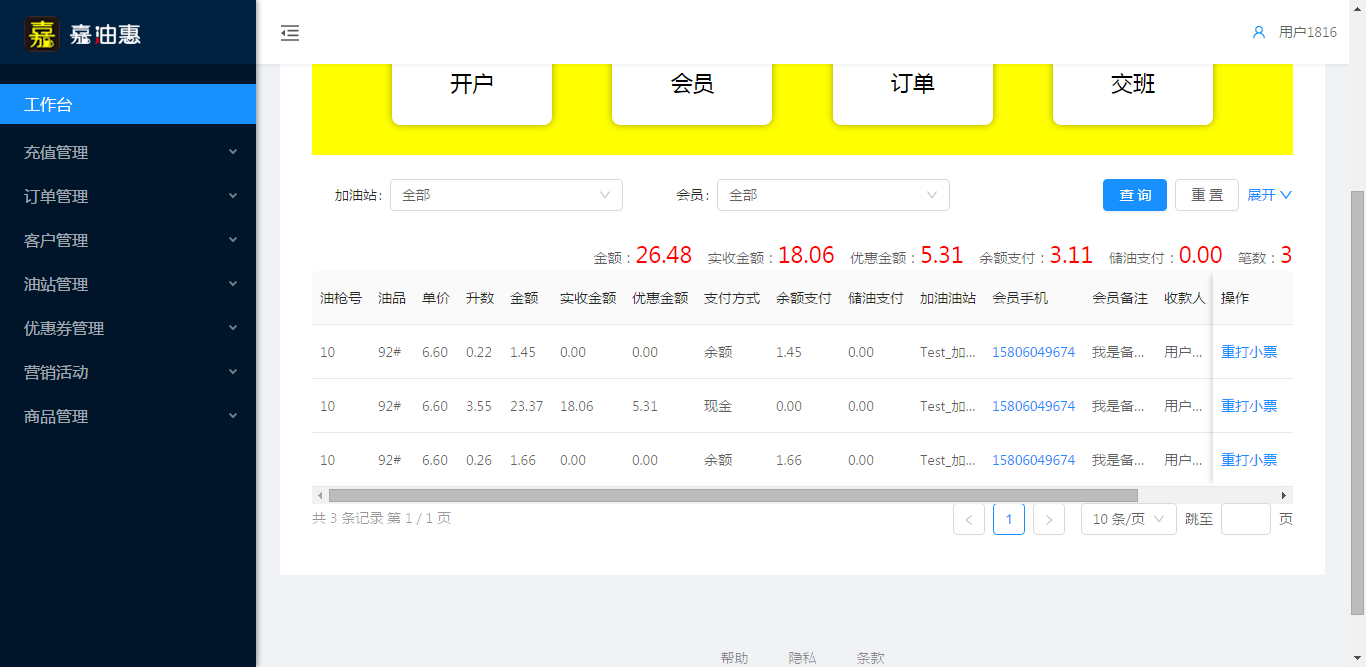 嘉
嘉油惠
用户1816
工作台
充值管理
订单管理
客户管理
油站管理
优惠券管理
营销活动
商品管理
开户 会员 订单 交班
加油站: 全部 会员: 全部 查 询 重 置 展开
金额：26.48 实收金额：18.06 优惠金额：5.31 余额支付：3.11 储油支付：0.00 笔数：3
油枪号 油品 单价 升数 金额 实收金额 优惠金额 支付方式 余额支付 储油支付 加油油站 会员手机 会员备注 收款人 操作
10 92# 6.60 0.22 1.45 0.00 0.00 余额 1.45 0.00 Test_加... 15806049674 我是备... 用户... 重打小票
10 92# 6.60 3.55 23.37 18.06 5.31 现金 0.00 0.00 Test_加... 15806049674 我是备... 用户... 重打小票
10 92# 6.60 0.26 1.66 0.00 0.00 余额 1.66 0.00 Test_加... 15806049674 我是备... 用户... 重打小票
共 3 条记录 第 1 / 1 页 < 1 > 10 条/页 跳至 页
帮助 隐私 条款